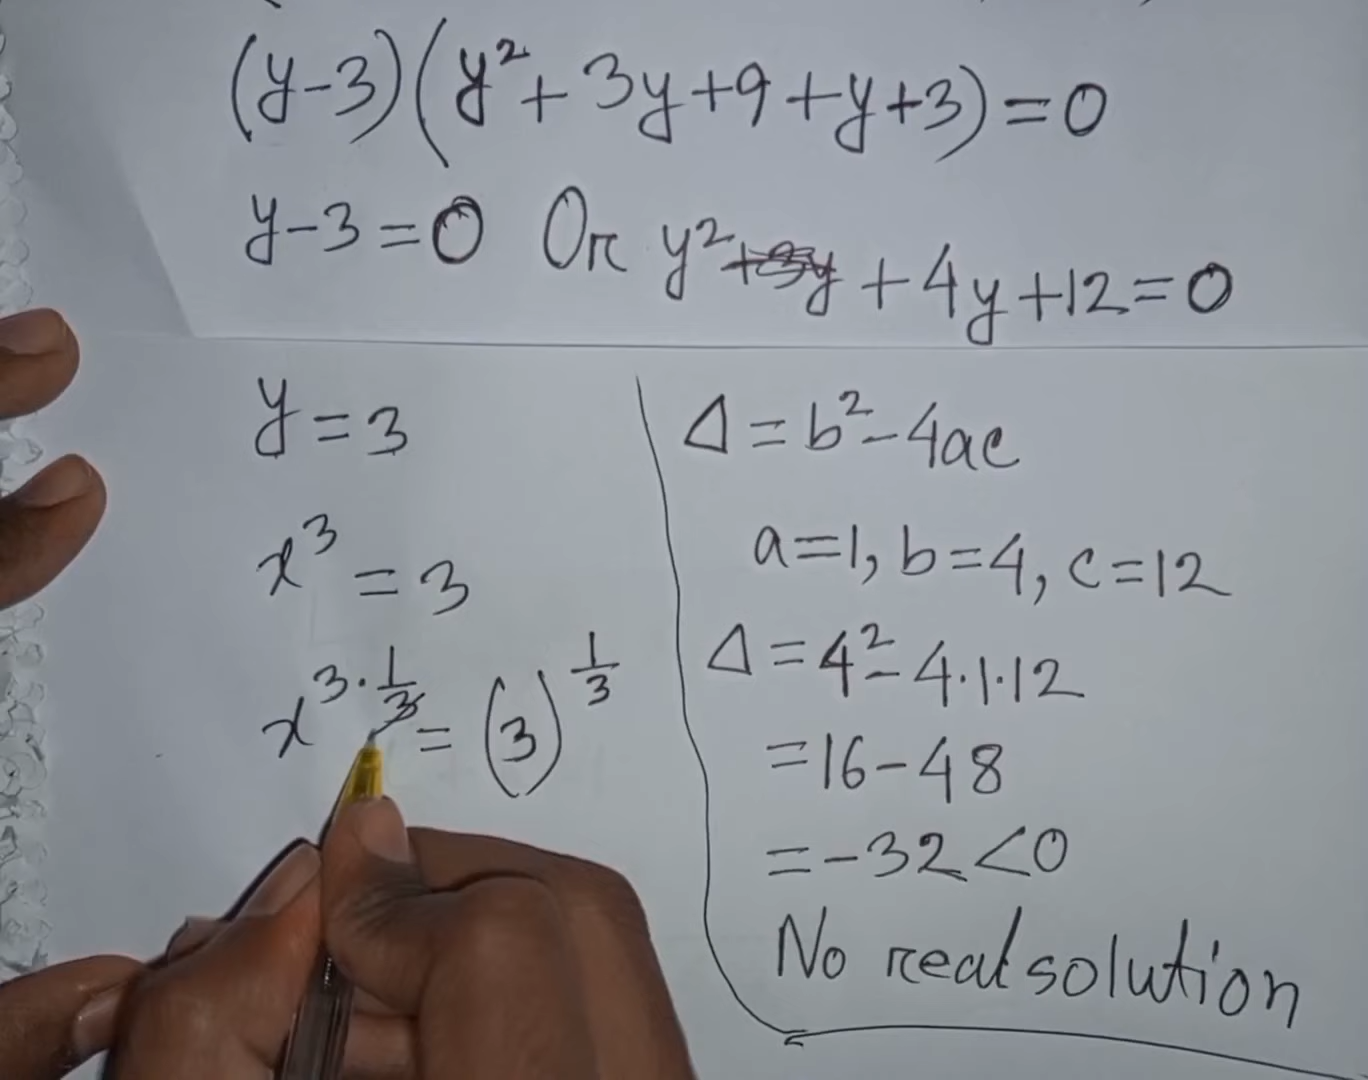 (y-3)(y²+3y+9+y+3)=0
y-3=0 Or y²+4y+12=0
y=3
x³=3
x^{3·1/3}=(3)^{1/3}
Δ=b²-4ac
a=1, b=4, c=12
Δ=4²-4·1·12
=16-48
=-32<0
No real solution